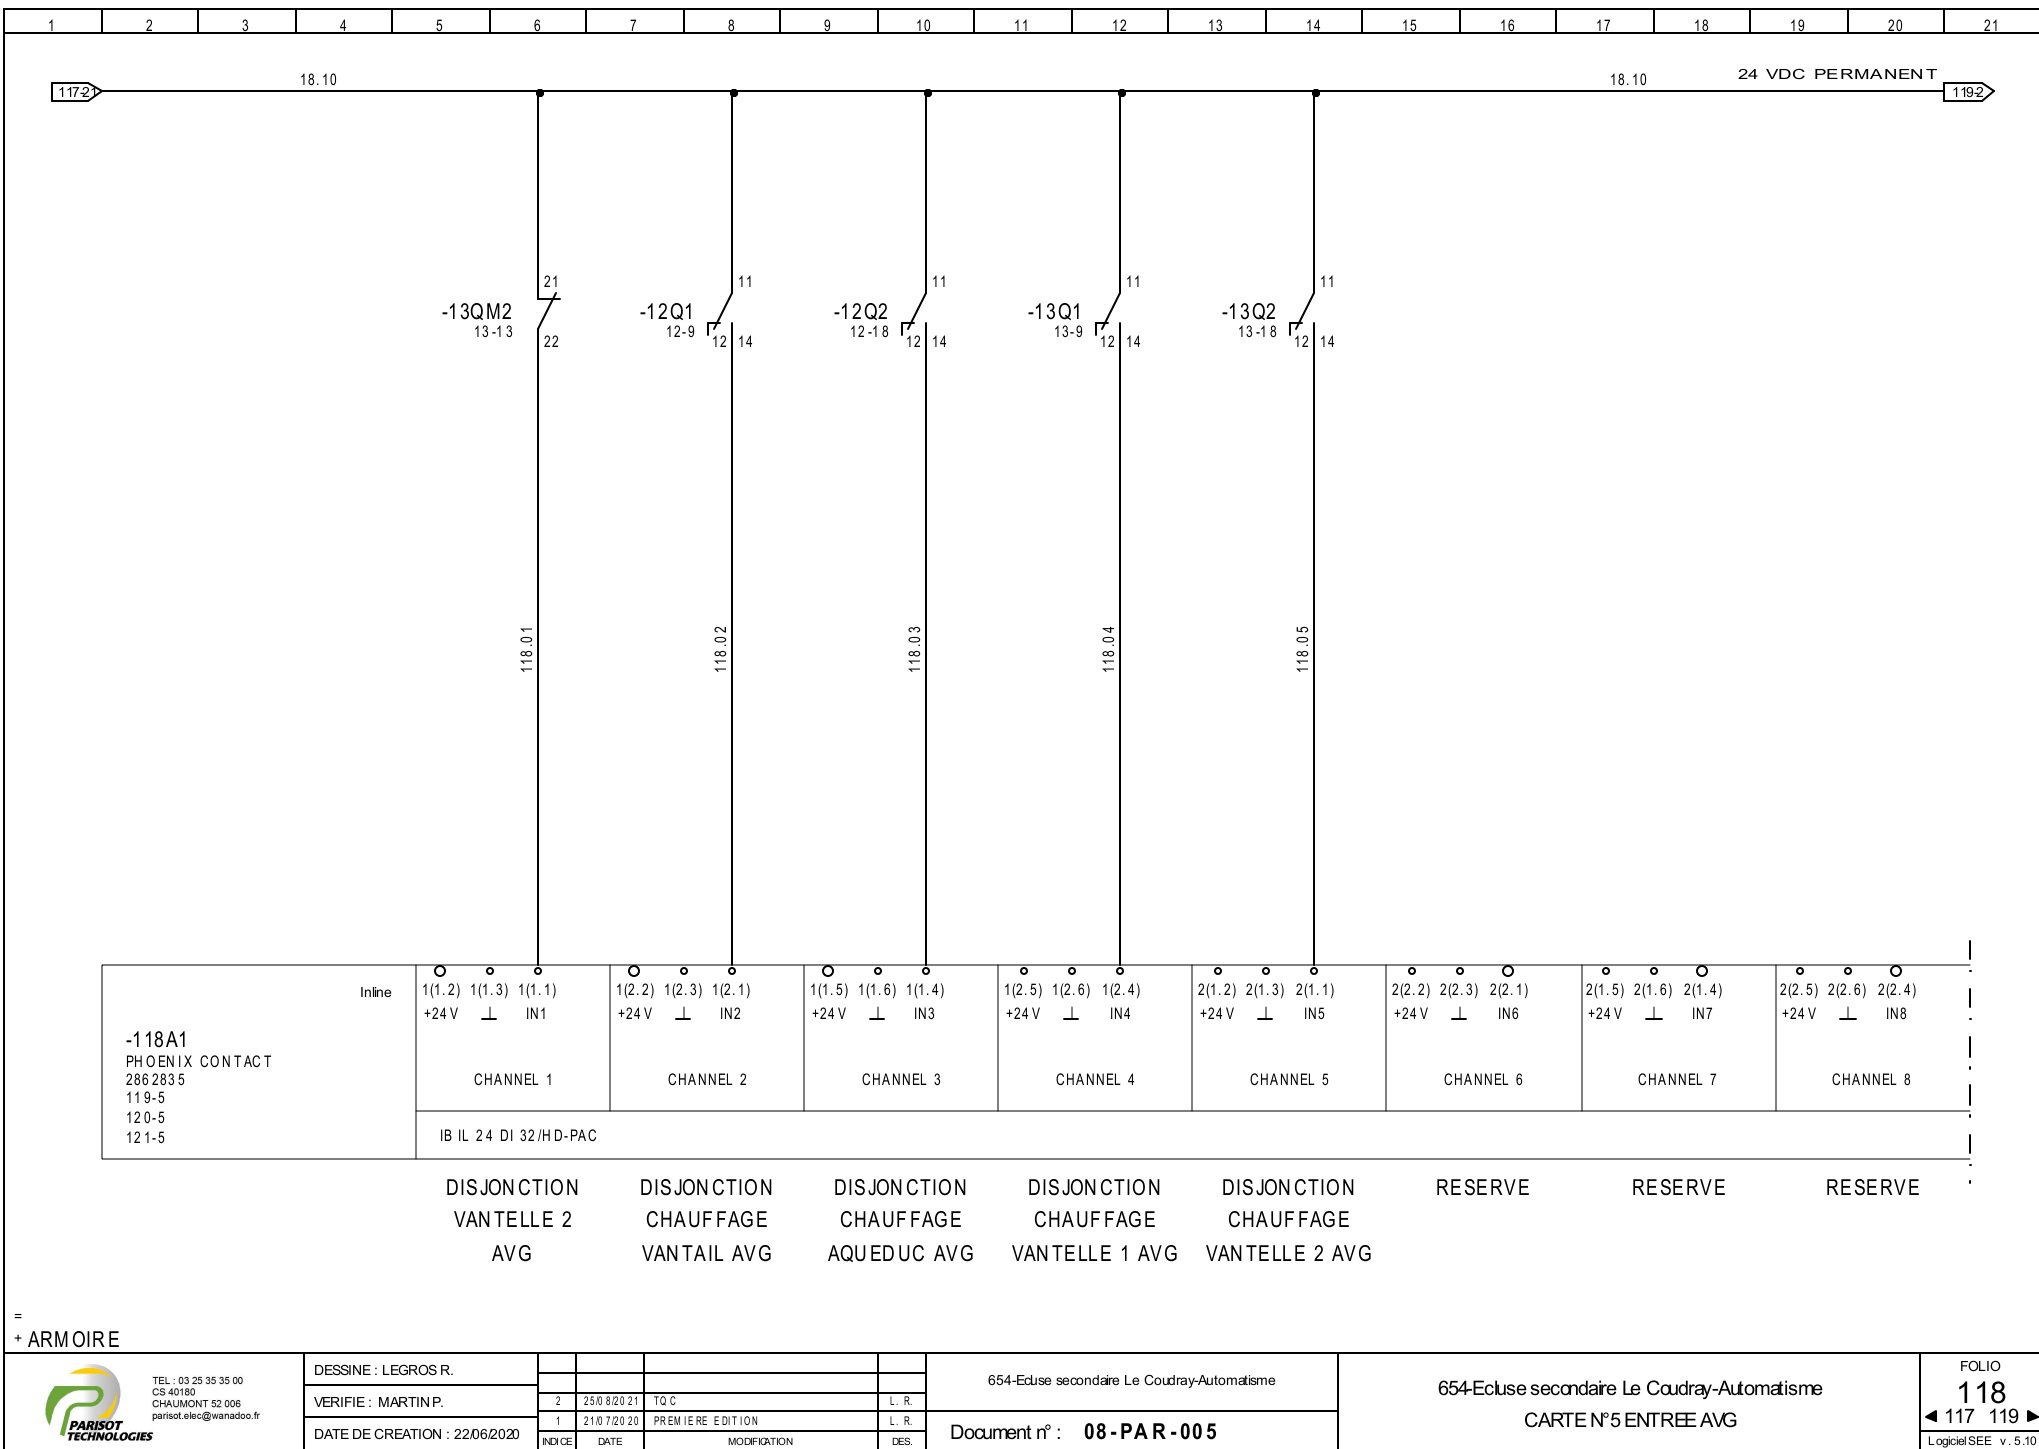 1 2 3 4 5 6 7 8 9 10 11 12 13 14 15 16 17 18 19 20 21
117-21 18.10 18.10 24 VDC PERMANENT 119-2
21 11 11 11 11
-13QM2 -12Q1 -12Q2 -13Q1 -13Q2
13-13 12-9 12-18 13-9 13-18
22 12 14 12 14 12 14 12 14
118.01 118.02 118.03 118.04 118.05
Inline 1(1.2) 1(1.3) 1(1.1) 1(2.2) 1(2.3) 1(2.1) 1(1.5) 1(1.6) 1(1.4) 1(2.5) 1(2.6) 1(2.4) 2(1.2) 2(1.3) 2(1.1) 2(2.2) 2(2.3) 2(2.1) 2(1.5) 2(1.6) 2(1.4) 2(2.5) 2(2.6) 2(2.4)
+24V IN1 +24V IN2 +24V IN3 +24V IN4 +24V IN5 +24V IN6 +24V IN7 +24V IN8
-118A1
PHOENIX CONTACT
2862835
119-5
120-5
121-5
CHANNEL 1 CHANNEL 2 CHANNEL 3 CHANNEL 4 CHANNEL 5 CHANNEL 6 CHANNEL 7 CHANNEL 8
IB IL 24 DI 32/HD-PAC
DISJONCTION
VANTELLE 2
AVG
DISJONCTION
CHAUFFAGE
VANTAIL AVG
DISJONCTION
CHAUFFAGE
AQUEDUC AVG
DISJONCTION
CHAUFFAGE
VANTELLE 1 AVG
DISJONCTION
CHAUFFAGE
VANTELLE 2 AVG
RESERVE
RESERVE
RESERVE
=
+ ARMOIRE
PARISOT
TECHNOLOGIES
TEL : 03 25 35 35 00
CS 40180
CHAUMONT 52 006
parisot.elec@wanadoo.fr
DESSINE : LEGROS R.
VERIFIE : MARTIN P.
DATE DE CREATION : 22/06/2020
2 25/08/2021 TQC L. R.
1 21/07/2020 PREMIERE EDITION L. R.
INDICE DATE MODIFICATION DES.
654-Ecluse secondaire Le Coudray-Automatisme
Document n° : 08-PAR-005
654-Ecluse secondaire Le Coudray-Automatisme
CARTE N°5 ENTREE AVG
FOLIO
118
117 119
Logiciel SEE v. 5.10